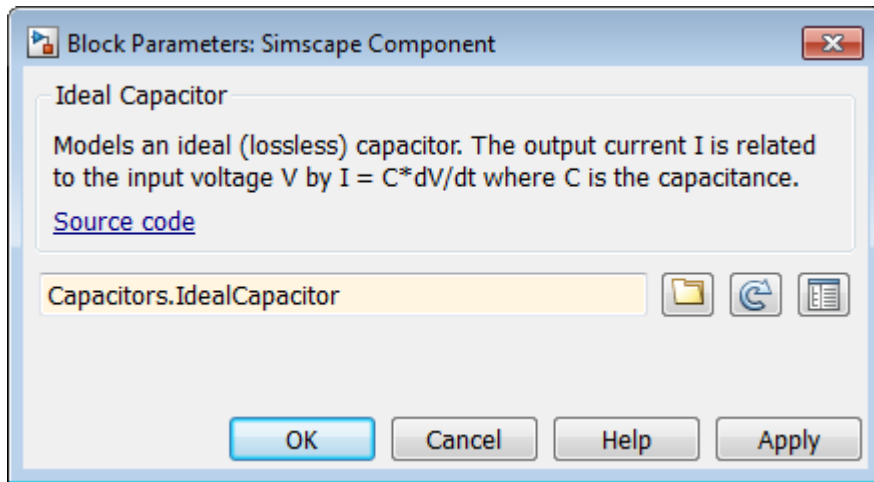 Block Parameters: Simscape Component
Ideal Capacitor
Models an ideal (lossless) capacitor. The output current I is related
to the input voltage V by I = C*dV/dt where C is the capacitance.
Source code
Capacitors.IdealCapacitor
OK Cancel Help Apply